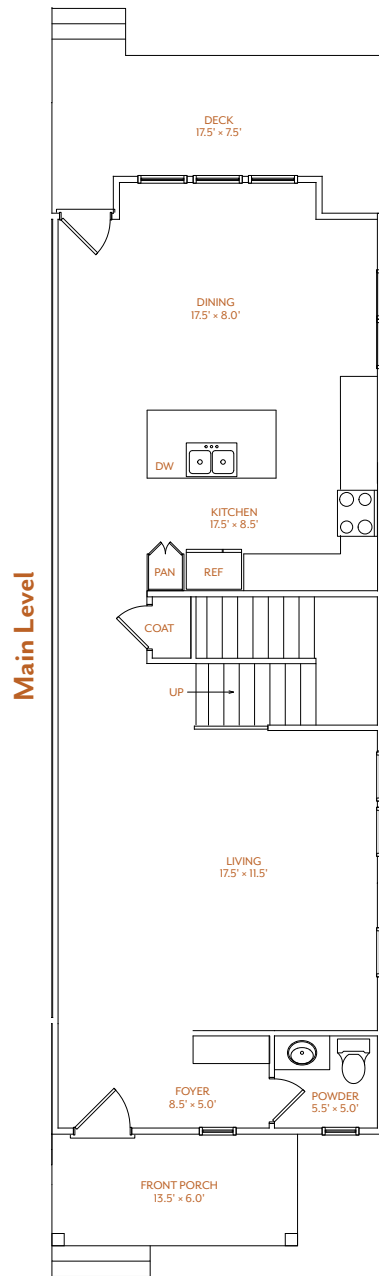 DECK
17.5' × 7.5'
DINING
17.5' × 8.0'
DW
KITCHEN
17.5' × 8.5'
PAN
REF
COAT
UP
Main Level
LIVING
17.5' × 11.5'
FOYER
8.5' × 5.0'
POWDER
5.5' × 5.0'
FRONT PORCH
13.5' × 6.0'